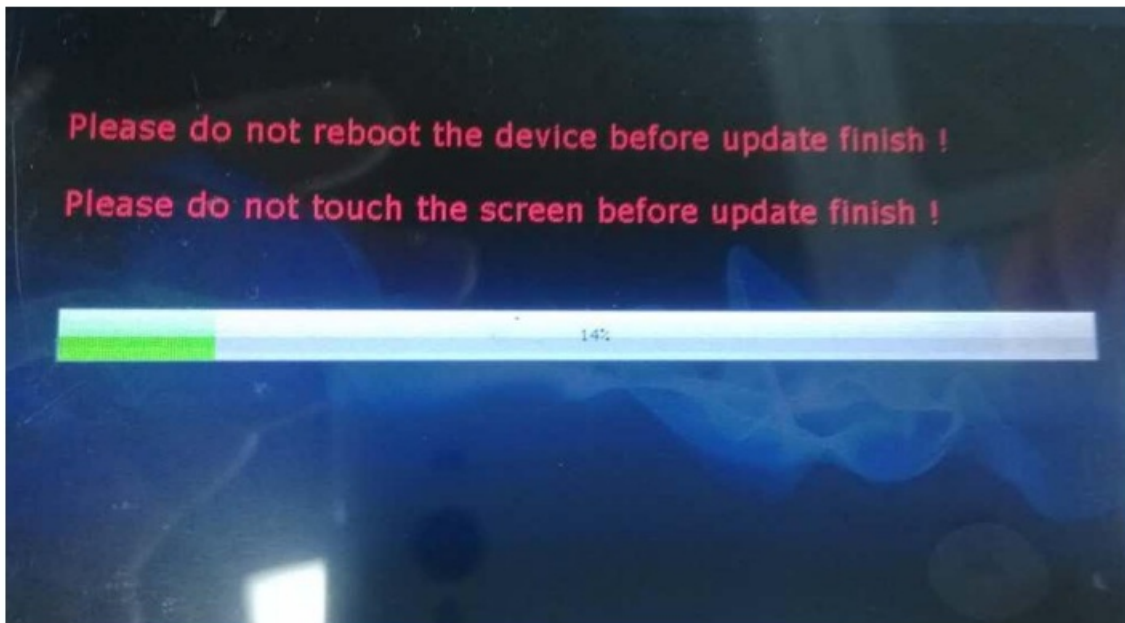 Please do not reboot the device before update finish !
Please do not touch the screen before update finish !
14%